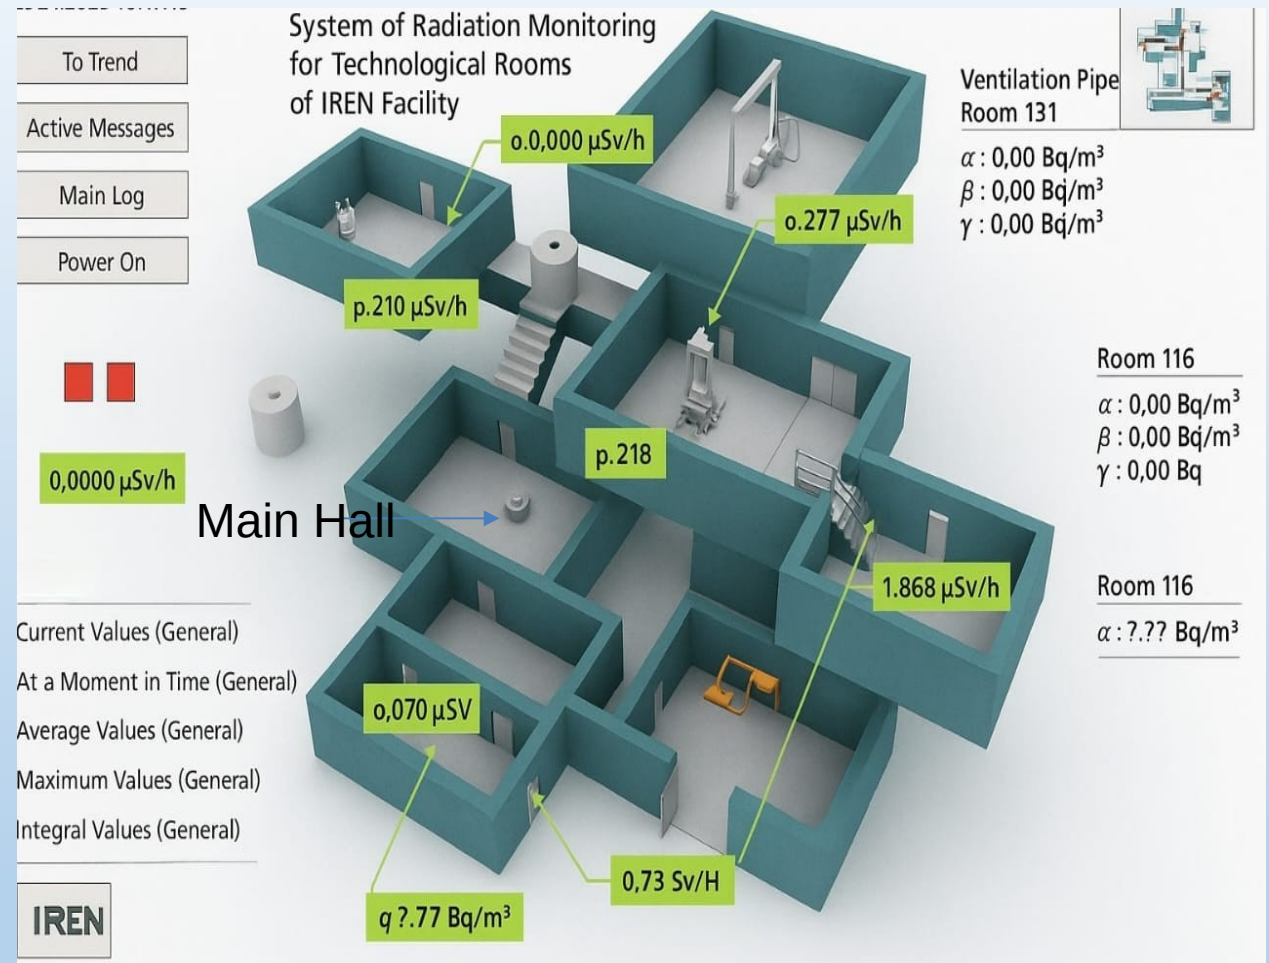 To Trend
Active Messages
Main Log
Power On
0,0000 µSv/h
Current Values (General)
At a Moment in Time (General)
Average Values (General)
Maximum Values (General)
Integral Values (General)
IREN
System of Radiation Monitoring
for Technological Rooms
of IREN Facility
o.0,000 µSv/h
o.277 µSv/h
p.210 µSv/h
p.218
Main Hall
1.868 µSv/h
o,070 µSV
0,73 Sv/H
q ?.77 Bq/m³
Ventilation Pipe
Room 131
α : 0,00 Bq/m³
β : 0,00 Bq/m³
γ : 0,00 Bq/m³
Room 116
α : 0,00 Bq/m³
β : 0,00 Bq/m³
γ : 0,00 Bq
Room 116
α : ?.?? Bq/m³